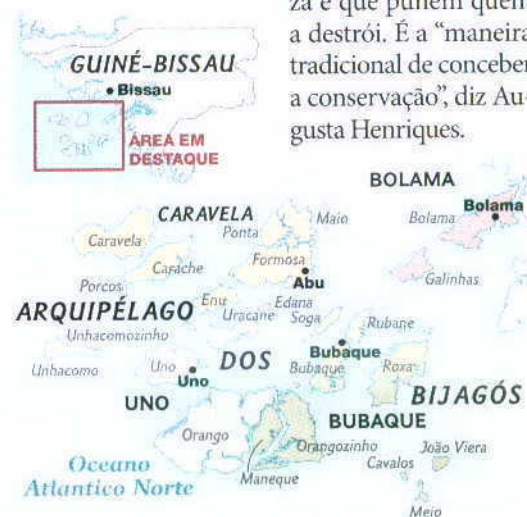 za e que punem quem
a destrói. É a “maneira
tradicional de conceber
a conservação”, diz Au-
gusta Henriques.
GUINÉ-BISSAU
Bissau
ÁREA EM
DESTAQUE
BOLAMA
Bolama
Bolama
CARAVELA
Ponta
Maio
Caravela
Formosa
Carache
Abu
Galinhas
Porcos
ARQUIPÉLAGO
Enu
Uracane
Edana
Soga
Rubane
Unhacomozinho
DOS
Bubaque
Unhacomo
Uno
Uno
Bubaque
Roxa
BIJAGÓS
UNO
BUBAQUE
Orango
Orangozinho
João Viera
Cavalos
Oceano
Atlantico Norte
Maneque
Meio